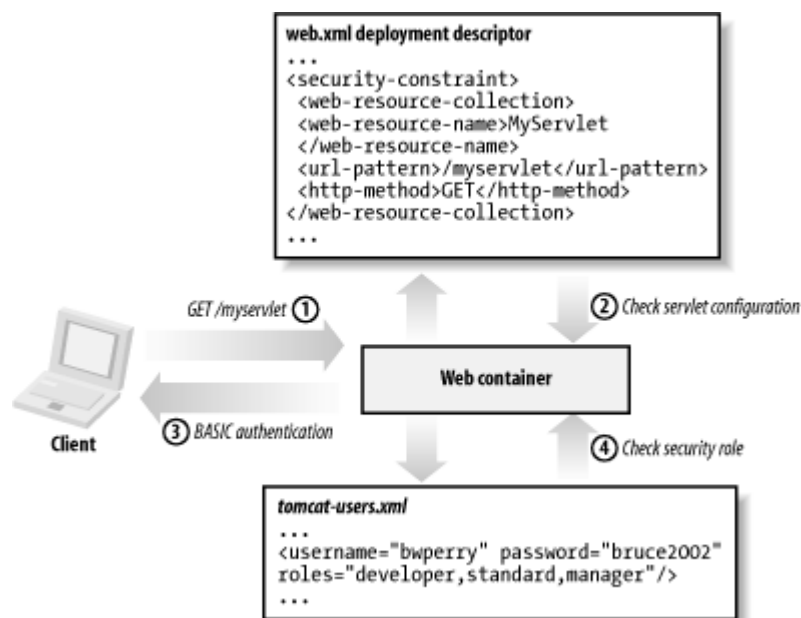 web.xml deployment descriptor
...
<security-constraint>
<web-resource-collection>
<web-resource-name>MyServlet
</web-resource-name>
<url-pattern>/myservlet</url-pattern>
<http-method>GET</http-method>
</web-resource-collection>
...
GET /myservlet 1
2 Check servlet configuration
Web container
Client
3 BASIC authentication
4 Check security role
tomcat-users.xml
...
<username="bwperry" password="bruce2002"
roles="developer,standard,manager"/>
...